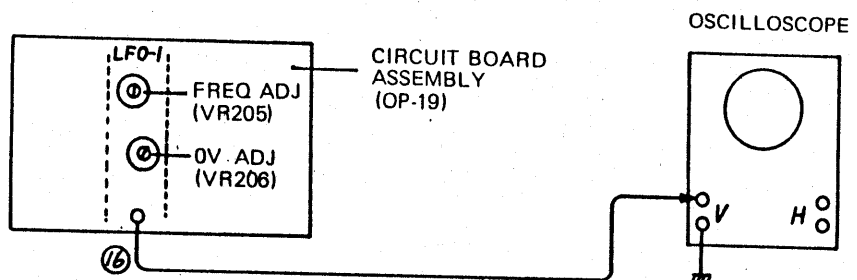 OSCILLOSCOPE
LFO-1
CIRCUIT BOARD
ASSEMBLY
(OP-19)
FREQ ADJ
(VR205)
0V ADJ
(VR206)
V
H
16